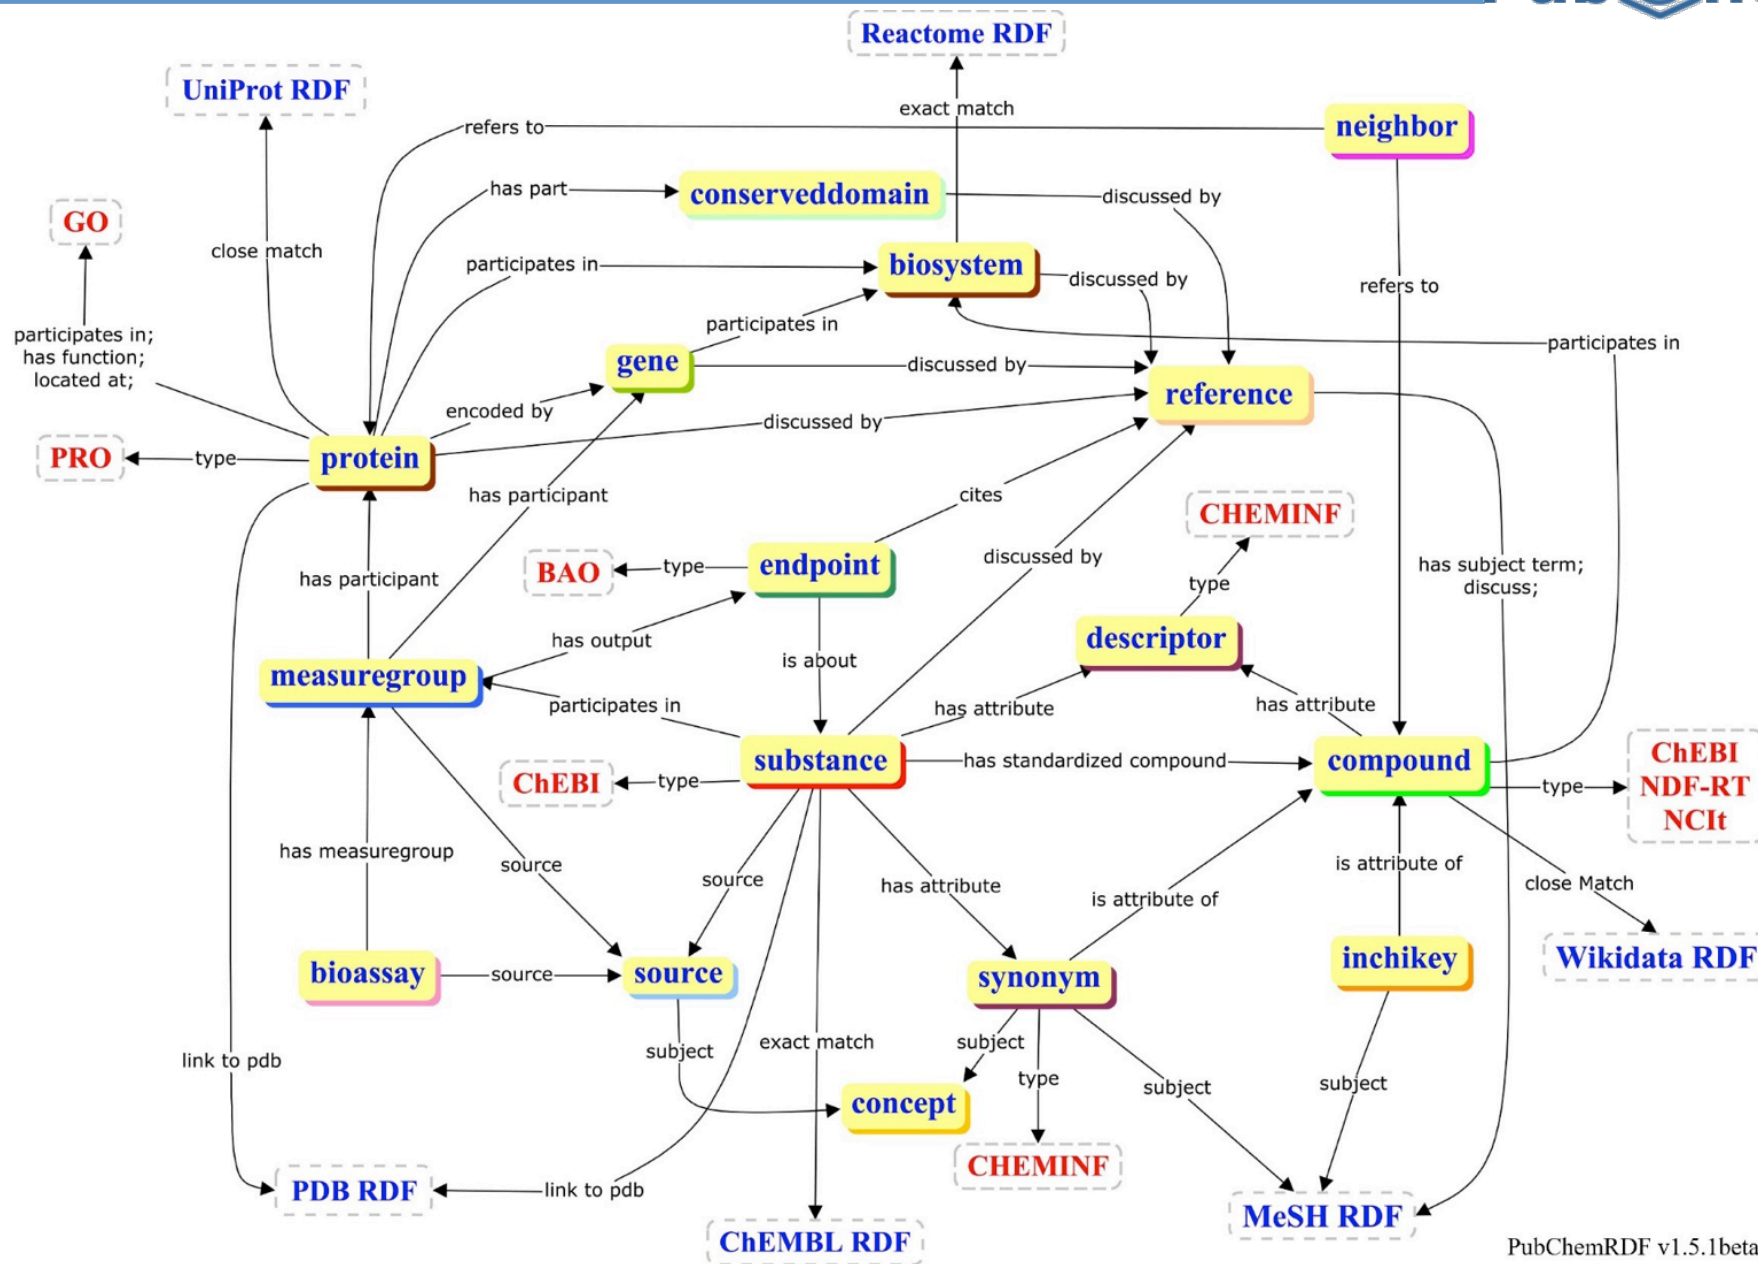 Reactome RDF
UniProt RDF
exact match
refers to
neighbor
has part
conserveddomain
discussed by
GO
close match
participates in
biosystem
discussed by
refers to
participates in;
has function;
located at;
participates in
participates in
gene
discussed by
reference
encoded by
discussed by
PRO
type
protein
has participant
cites
CHEMINF
discussed by
has subject term;
discuss;
BAO
type
endpoint
has participant
type
has output
descriptor
is about
measuregroup
participates in
has attribute
has attribute
substance
has standardized compound
compound
ChEBI
NDF-RT
NCIt
type
ChEBI
type
has measuregroup
source
source
has attribute
is attribute of
is attribute of
close Match
bioassay
source
source
synonym
inchikey
Wikidata RDF
link to pdb
subject
exact match
subject
type
subject
subject
concept
CHEMINF
PDB RDF
link to pdb
MeSH RDF
ChEMBL RDF
PubChemRDF v1.5.1beta